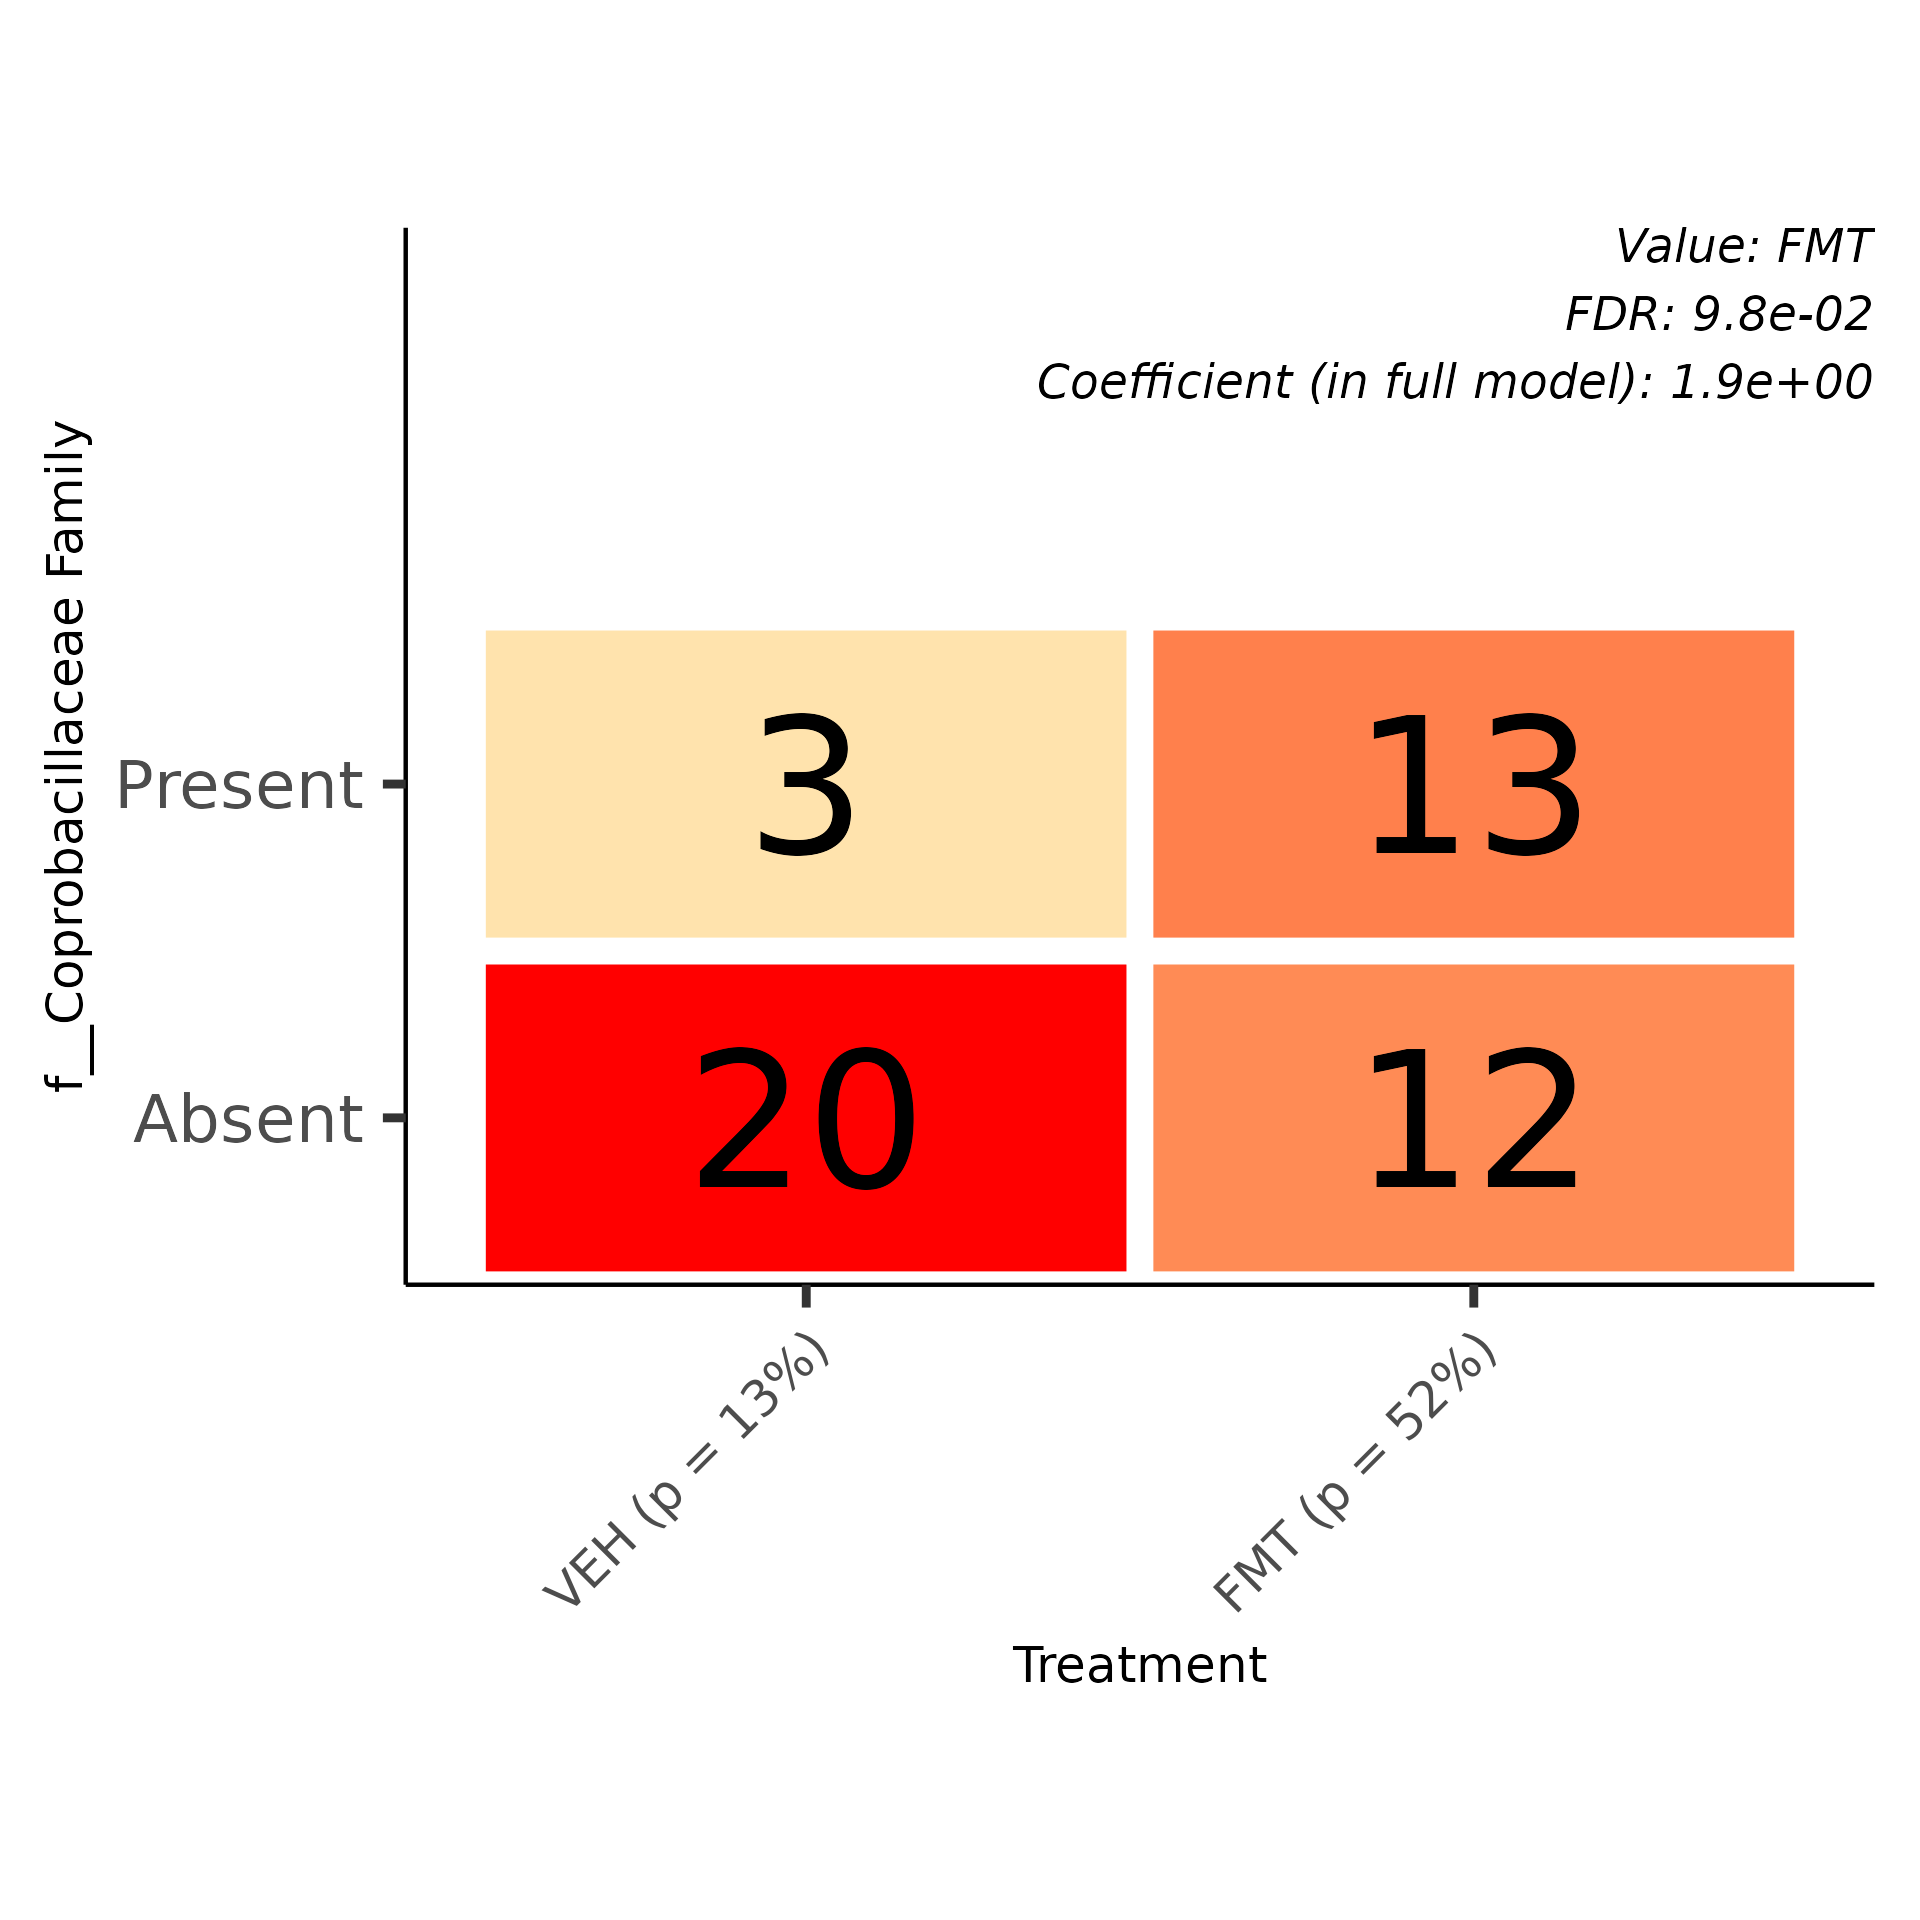 Value: FMT
FDR: 9.8e-02
Coefficient (in full model): 1.9e+00
f__Coprobacillaceae Family
Present
3
13
Absent
20
12
VEH (p = 13%)
FMT (p = 52%)
Treatment